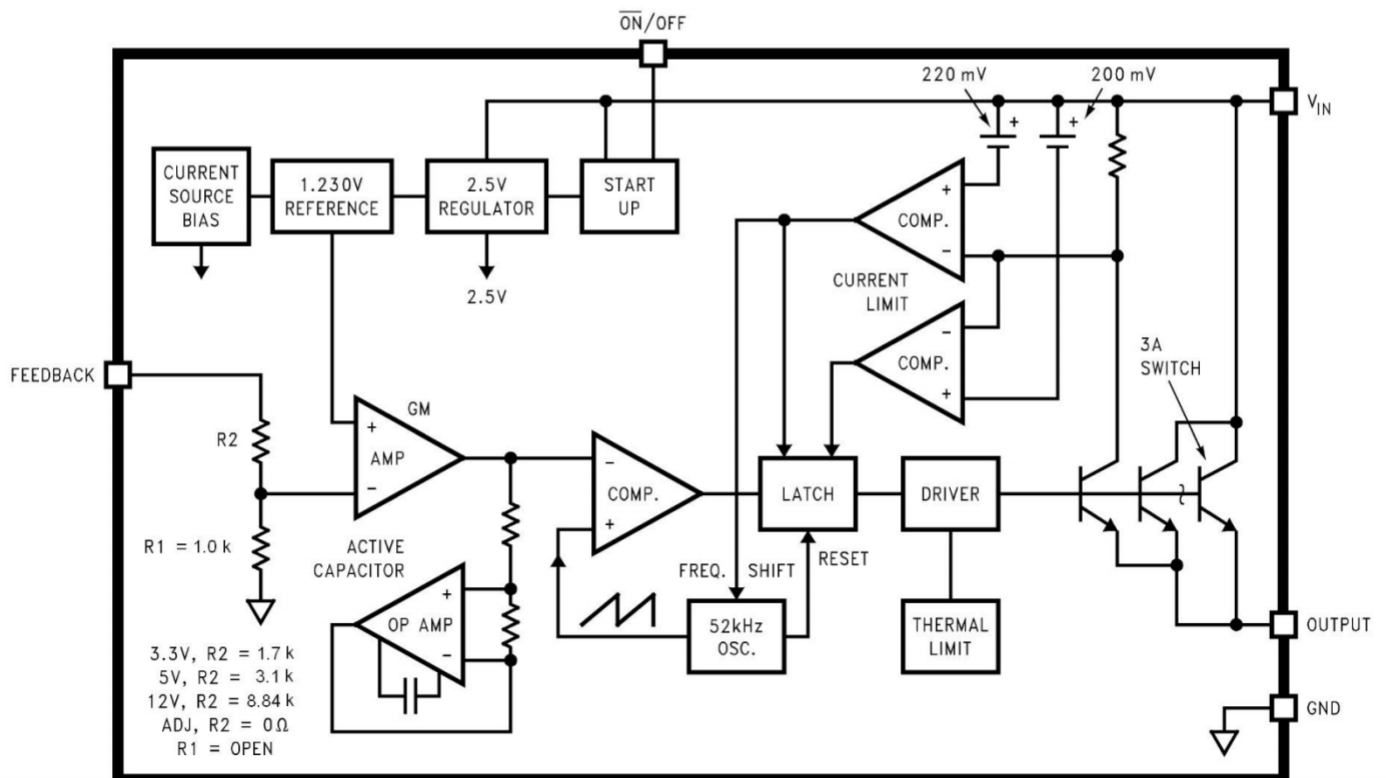 ON/OFF
220 mV
200 mV
VIN
CURRENT
SOURCE
BIAS
1.230V
REFERENCE
2.5V
REGULATOR
START
UP
+
+
+
COMP.
−
2.5V
CURRENT
LIMIT
−
COMP.
+
3A
SWITCH
FEEDBACK
R2
GM
+
AMP
−
−
COMP.
+
LATCH
DRIVER
R1 = 1.0 k
ACTIVE
CAPACITOR
FREQ. SHIFT
RESET
+
OP AMP
−
52kHz
OSC.
THERMAL
LIMIT
OUTPUT
3.3V, R2 = 1.7 k
5V, R2 = 3.1 k
12V, R2 = 8.84 k
ADJ, R2 = 0Ω
R1 = OPEN
GND